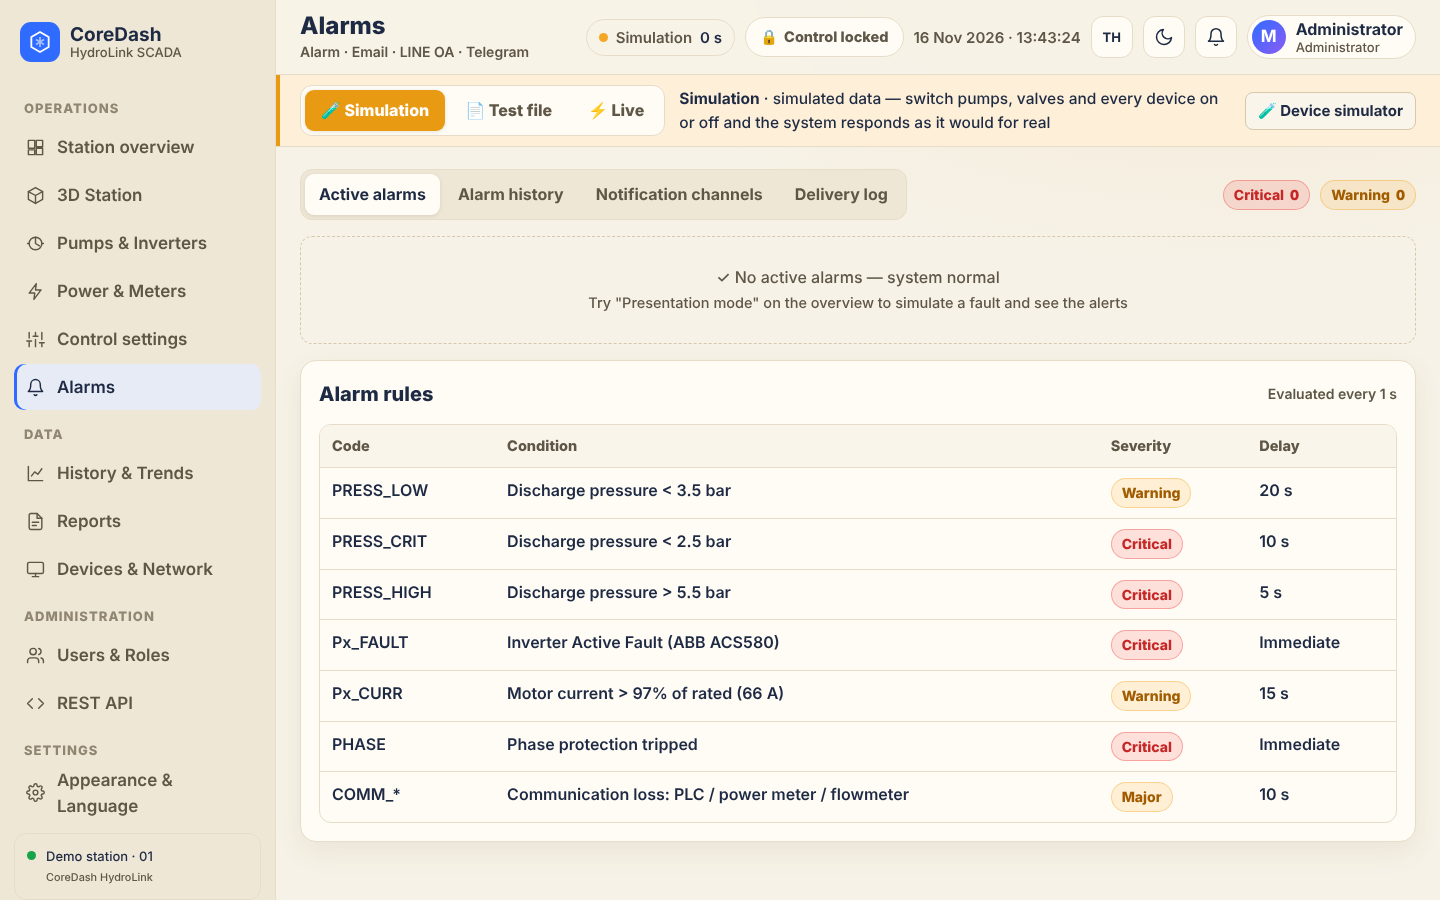 CoreDash
HydroLink SCADA
OPERATIONS
Station overview
3D Station
Pumps & Inverters
Power & Meters
Control settings
Alarms
DATA
History & Trends
Reports
Devices & Network
ADMINISTRATION
Users & Roles
REST API
SETTINGS
Appearance &
Language
Demo station · 01
CoreDash HydroLink
Alarms
Alarm · Email · LINE OA · Telegram
Simulation 0 s
Control locked
16 Nov 2026 · 13:43:24
TH
M
Administrator
Administrator
Simulation
Test file
Live
Simulation · simulated data — switch pumps, valves and every device on
or off and the system responds as it would for real
Device simulator
Active alarms
Alarm history
Notification channels
Delivery log
Critical 0
Warning 0
✓ No active alarms — system normal
Try "Presentation mode" on the overview to simulate a fault and see the alerts
Alarm rules
Evaluated every 1 s
Code Condition Severity Delay
PRESS_LOW Discharge pressure < 3.5 bar Warning 20 s
PRESS_CRIT Discharge pressure < 2.5 bar Critical 10 s
PRESS_HIGH Discharge pressure > 5.5 bar Critical 5 s
Px_FAULT Inverter Active Fault (ABB ACS580) Critical Immediate
Px_CURR Motor current > 97% of rated (66 A) Warning 15 s
PHASE Phase protection tripped Critical Immediate
COMM_* Communication loss: PLC / power meter / flowmeter Major 10 s